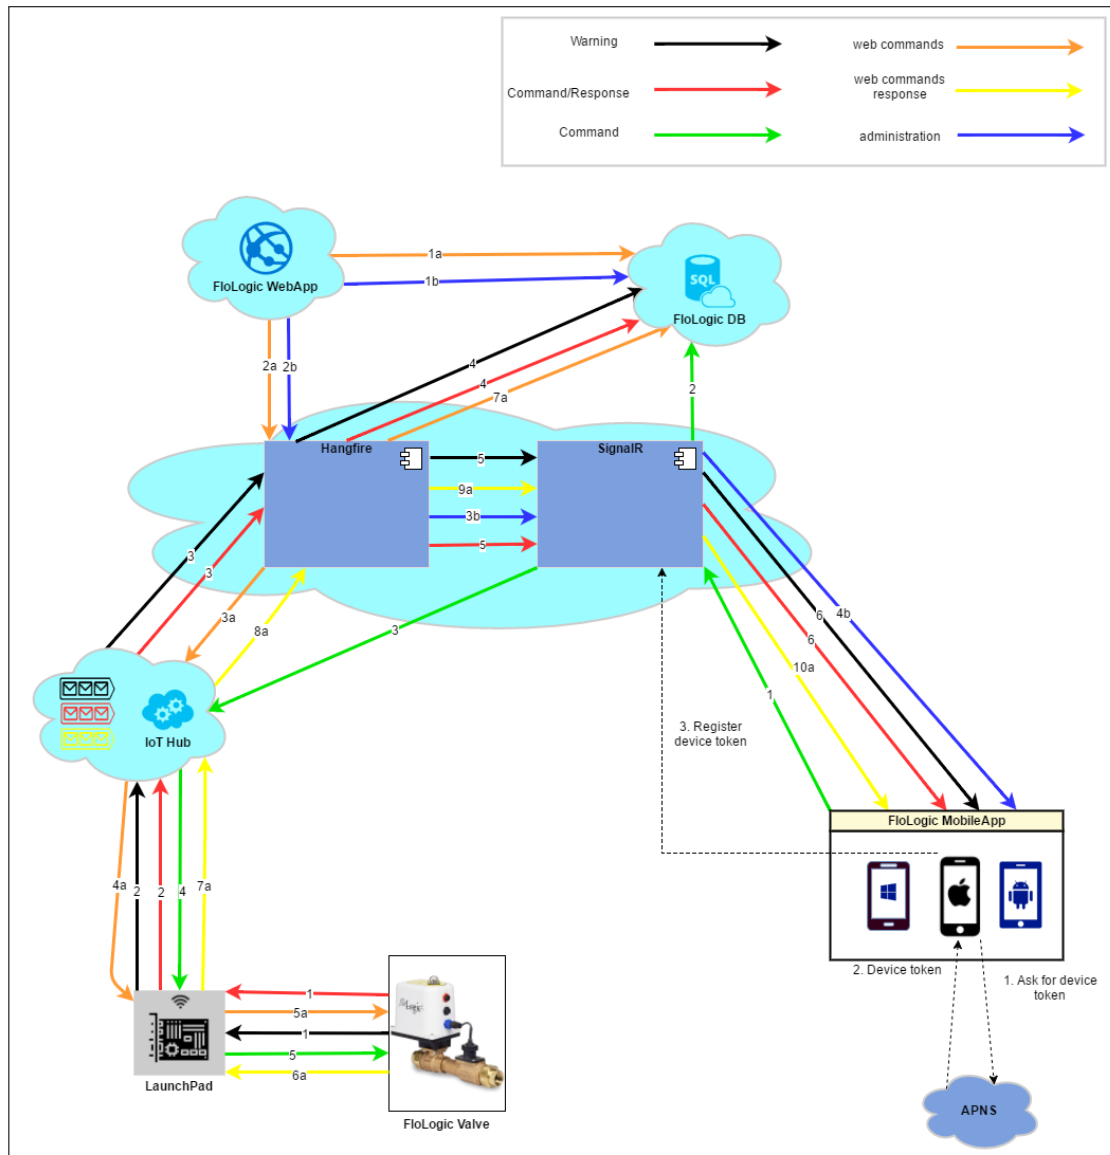 Warning
web commands
Command/Response
web commands
response
Command
administration
FloLogic WebApp
1a
1b
SQL
FloLogic DB
2a
2b
4
4
7a
2
Hangfire
SignalR
5
9a
3b
5
3
3
3a
8a
3
6
4b
6
10a
1
3. Register
device token
IoT Hub
FloLogic MobileApp
4a
2
2
4
7a
2. Device token
1. Ask for device
token
1
5a
1
5
6a
LaunchPad
FloLogic Valve
APNS